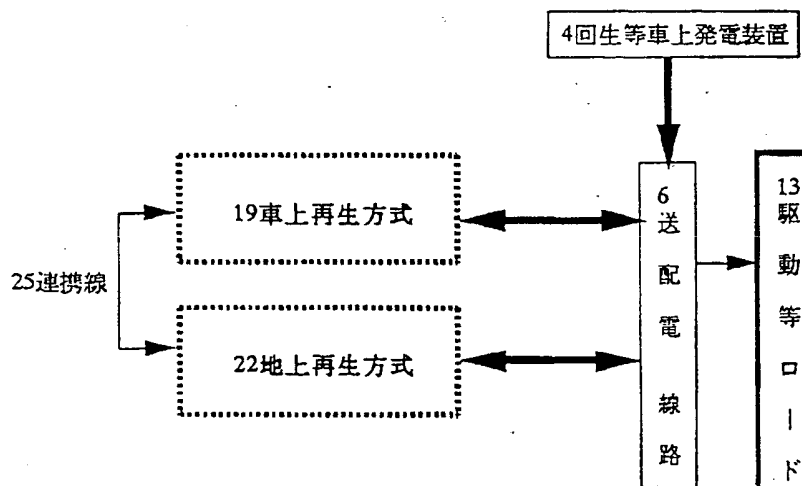 4回生等車上発電装置
19車上再生方式
25連携線
22地上再生方式
6送配電線路
13駆動等ロード